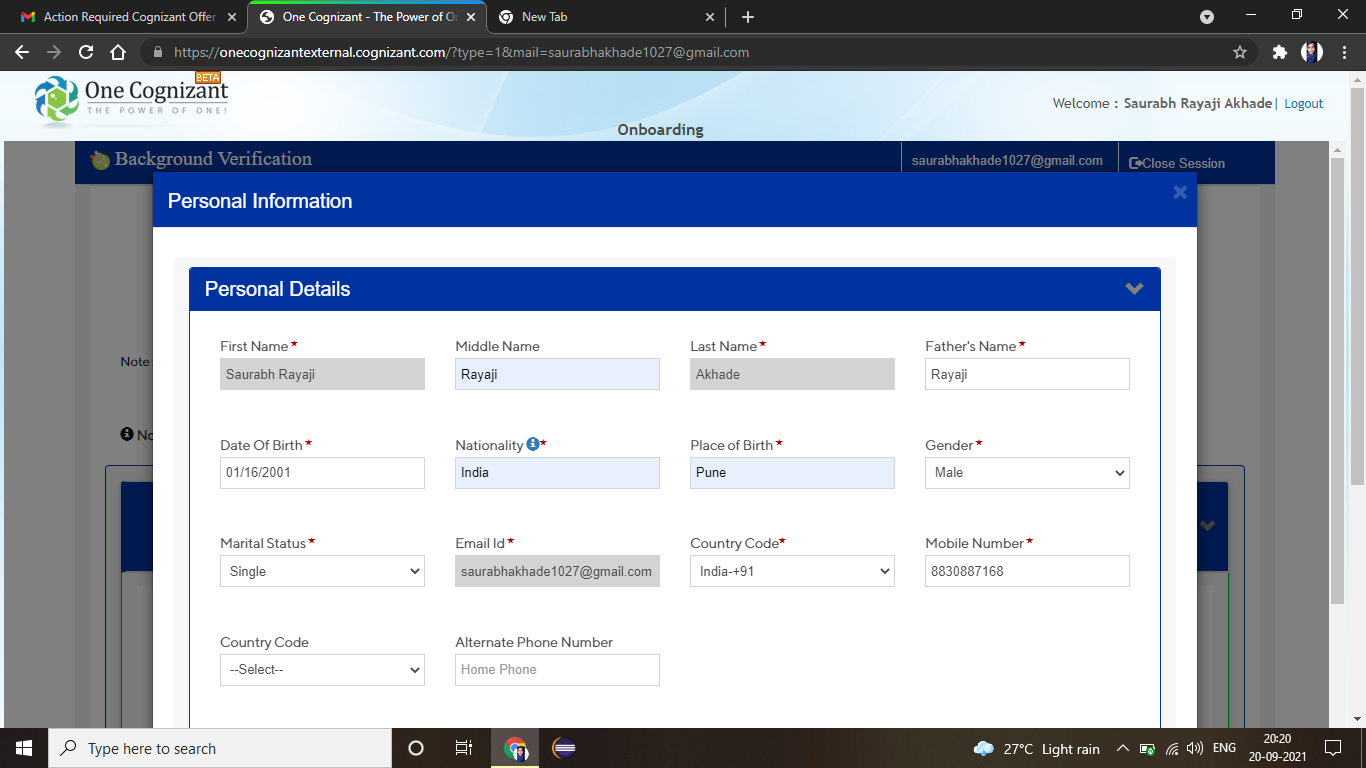 Action Required Cognizant Offer
One Cognizant - The Power of On
New Tab
https://onecognizantexternal.cognizant.com/?type=1&mail=saurabhakhade1027@gmail.com
BETA
One Cognizant
THE POWER OF ONE!
Welcome : Saurabh Rayaji Akhade| Logout
Onboarding
Background Verification
saurabhakhade1027@gmail.com
Close Session
Personal Information
Personal Details
First Name* Middle Name Last Name* Father's Name*
Saurabh Rayaji Rayaji Akhade Rayaji
Date Of Birth* Nationality * Place of Birth* Gender*
01/16/2001 India Pune Male
Marital Status* Email Id* Country Code* Mobile Number*
Single saurabhakhade1027@gmail.com India-+91 8830887168
Country Code Alternate Phone Number
--Select-- Home Phone
Note
Type here to search
27°C Light rain
ENG
20:20
20-09-2021